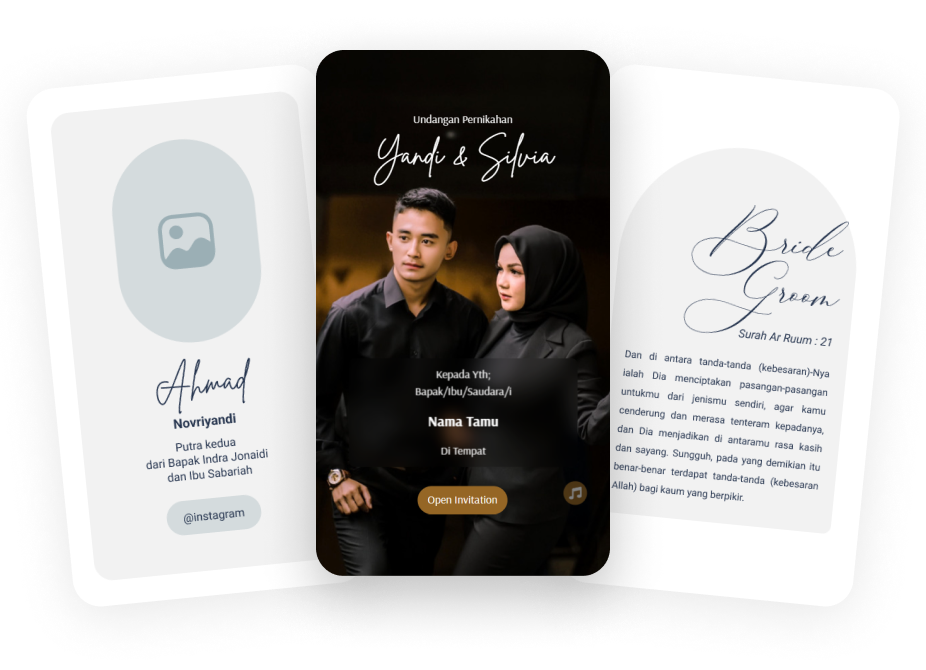 Ahmad
Novriyandi
Putra kedua
dari Bapak Indra Jonaidi
dan Ibu Sabariah
@instagram
Undangan Pernikahan
Yandi & Silvia
Kepada Yth;
Bapak/Ibu/Saudara/i
Nama Tamu
Di Tempat
Open Invitation
Bride
Groom
Surah Ar Ruum : 21
Dan di antara tanda-tanda (kebesaran)-Nya
ialah Dia menciptakan pasangan-pasangan
untukmu dari jenismu sendiri, agar kamu
cenderung dan merasa tenteram kepadanya,
dan Dia menjadikan di antaramu rasa kasih
dan sayang. Sungguh, pada yang demikian itu
benar-benar terdapat tanda-tanda (kebesaran
Allah) bagi kaum yang berpikir.